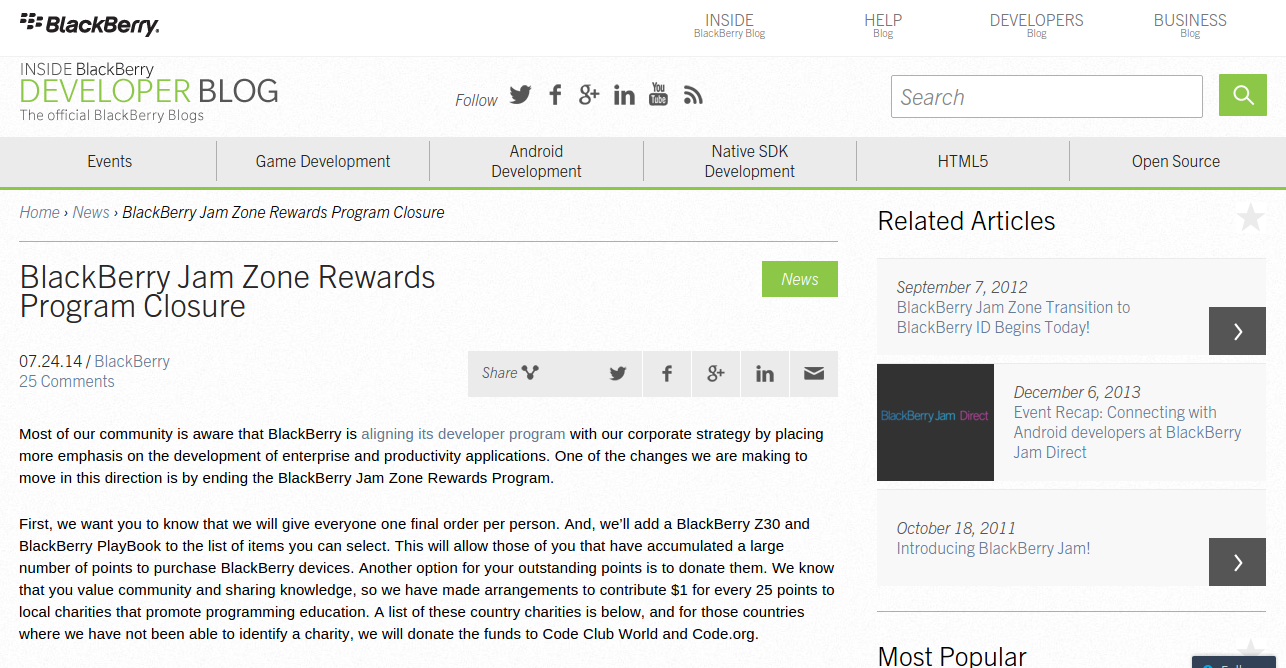 BlackBerry.
INSIDE
BlackBerry Blog
HELP
Blog
DEVELOPERS
Blog
BUSINESS
Blog
INSIDE BlackBerry
DEVELOPER BLOG
The official BlackBerry Blogs
Follow
You
Tube
Search
Events
Game Development
Android
Development
Native SDK
Development
HTML5
Open Source
Home › News › BlackBerry Jam Zone Rewards Program Closure
BlackBerry Jam Zone Rewards
Program Closure
News
07.24.14 / BlackBerry
25 Comments
Share
Most of our community is aware that BlackBerry is aligning its developer program with our corporate strategy by placing
more emphasis on the development of enterprise and productivity applications. One of the changes we are making to
move in this direction is by ending the BlackBerry Jam Zone Rewards Program.
First, we want you to know that we will give everyone one final order per person. And, we’ll add a BlackBerry Z30 and
BlackBerry PlayBook to the list of items you can select. This will allow those of you that have accumulated a large
number of points to purchase BlackBerry devices. Another option for your outstanding points is to donate them. We know
that you value community and sharing knowledge, so we have made arrangements to contribute $1 for every 25 points to
local charities that promote programming education. A list of these country charities is below, and for those countries
where we have not been able to identify a charity, we will donate the funds to Code Club World and Code.org.
Related Articles
September 7, 2012
BlackBerry Jam Zone Transition to
BlackBerry ID Begins Today!
BlackBerry Jam Direct
December 6, 2013
Event Recap: Connecting with
Android developers at BlackBerry
Jam Direct
October 18, 2011
Introducing BlackBerry Jam!
Most Popular